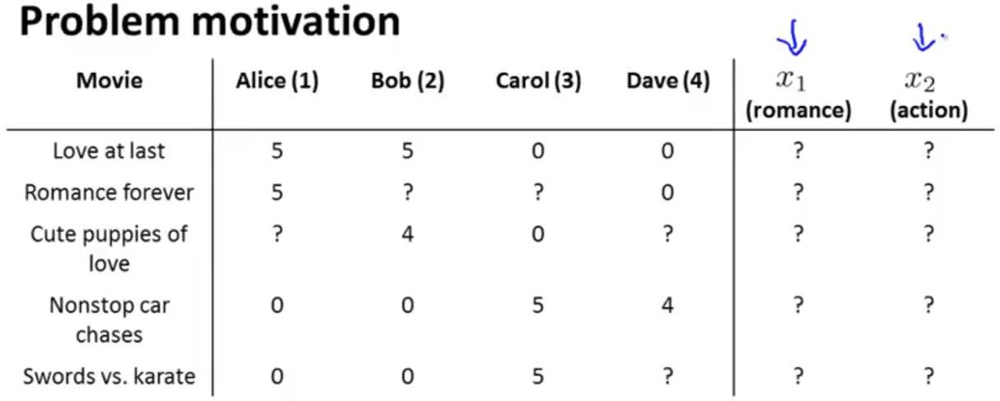 Problem motivation
Movie Alice (1) Bob (2) Carol (3) Dave (4) x₁ x₂
(romance) (action)
Love at last 5 5 0 0 ? ?
Romance forever 5 ? ? 0 ? ?
Cute puppies of ? 4 0 ? ? ?
love
Nonstop car 0 0 5 4 ? ?
chases
Swords vs. karate 0 0 5 ? ? ?